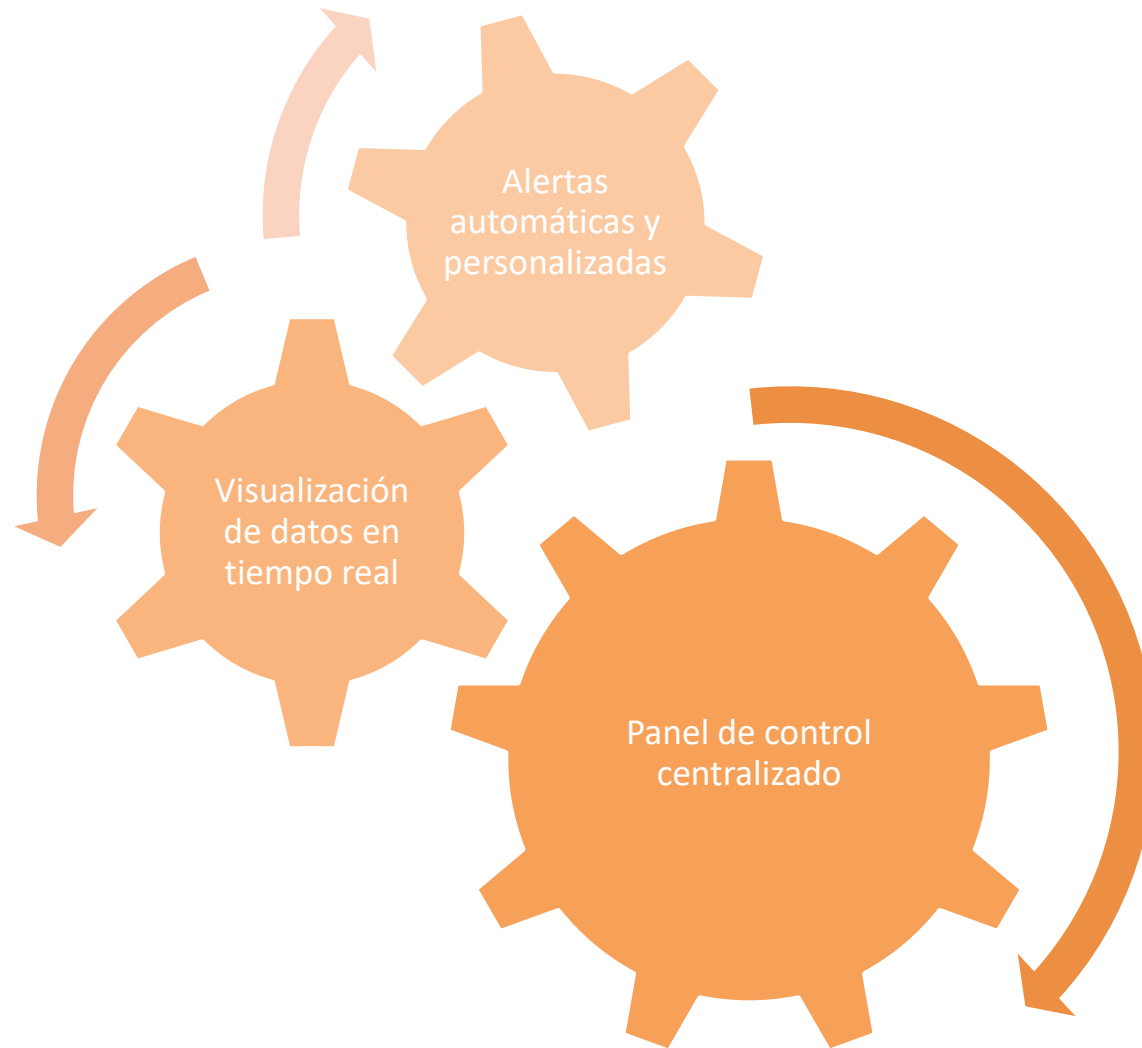 Alertas
automáticas y
personalizadas
Visualización
de datos en
tiempo real
Panel de control
centralizado